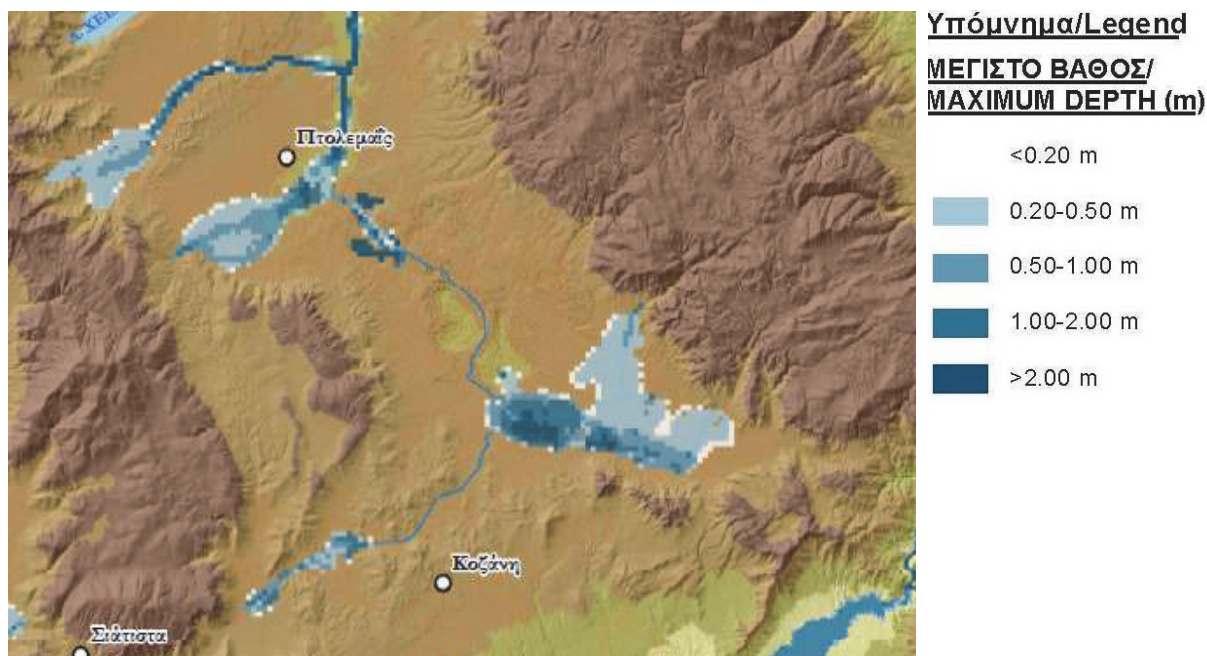 Πτολεμαΐς
Κοζάνη
Σιάτιστα
Υπόμνημα/Legend
ΜΕΓΙΣΤΟ ΒΑΘΟΣ/
MAXIMUM DEPTH (m)
<0.20 m
0.20-0.50 m
0.50-1.00 m
1.00-2.00 m
>2.00 m